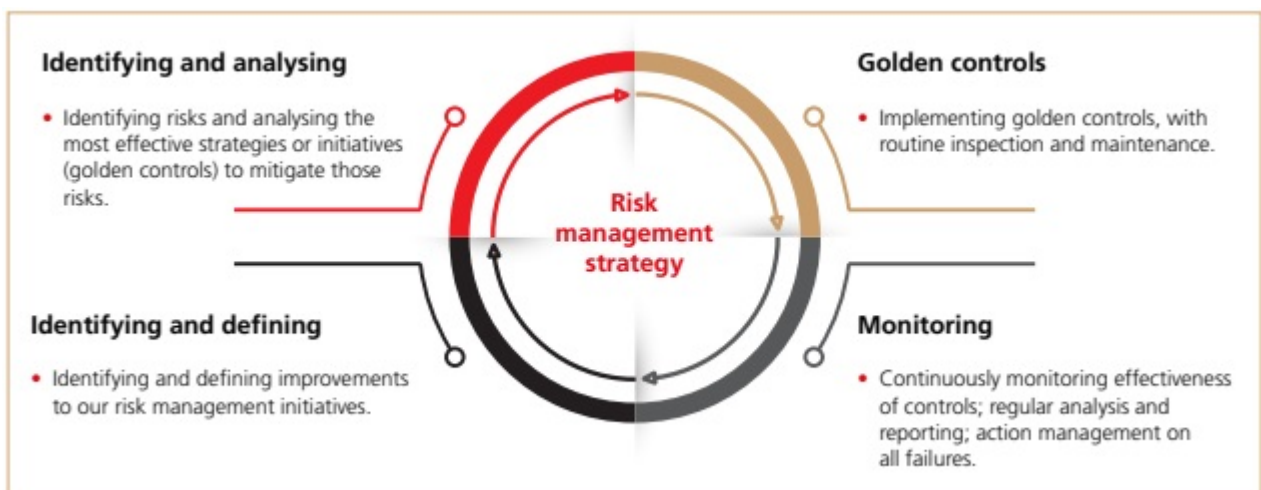 Identifying and analysing
• Identifying risks and analysing the
most effective strategies or initiatives
(golden controls) to mitigate those
risks.
Golden controls
• Implementing golden controls, with
routine inspection and maintenance.
Risk
management
strategy
Identifying and defining
• Identifying and defining improvements
to our risk management initiatives.
Monitoring
• Continuously monitoring effectiveness
of controls; regular analysis and
reporting; action management on
all failures.